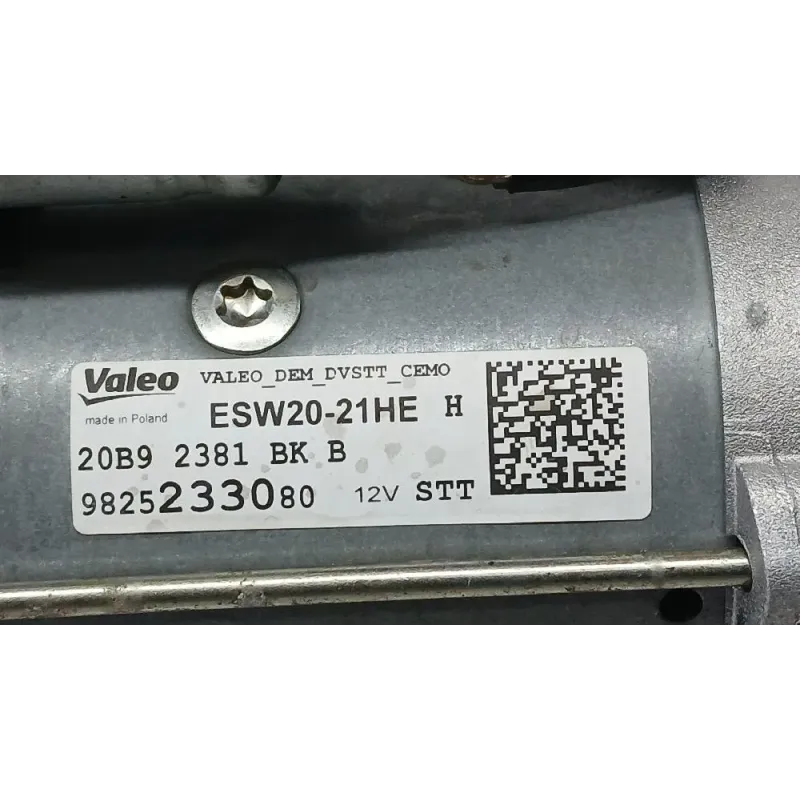 Valeo VALEO_DEM_DVSTT_CEMO
made in Poland ESW20-21HE H
20B9 2381 BK B
9825233080 12V STT